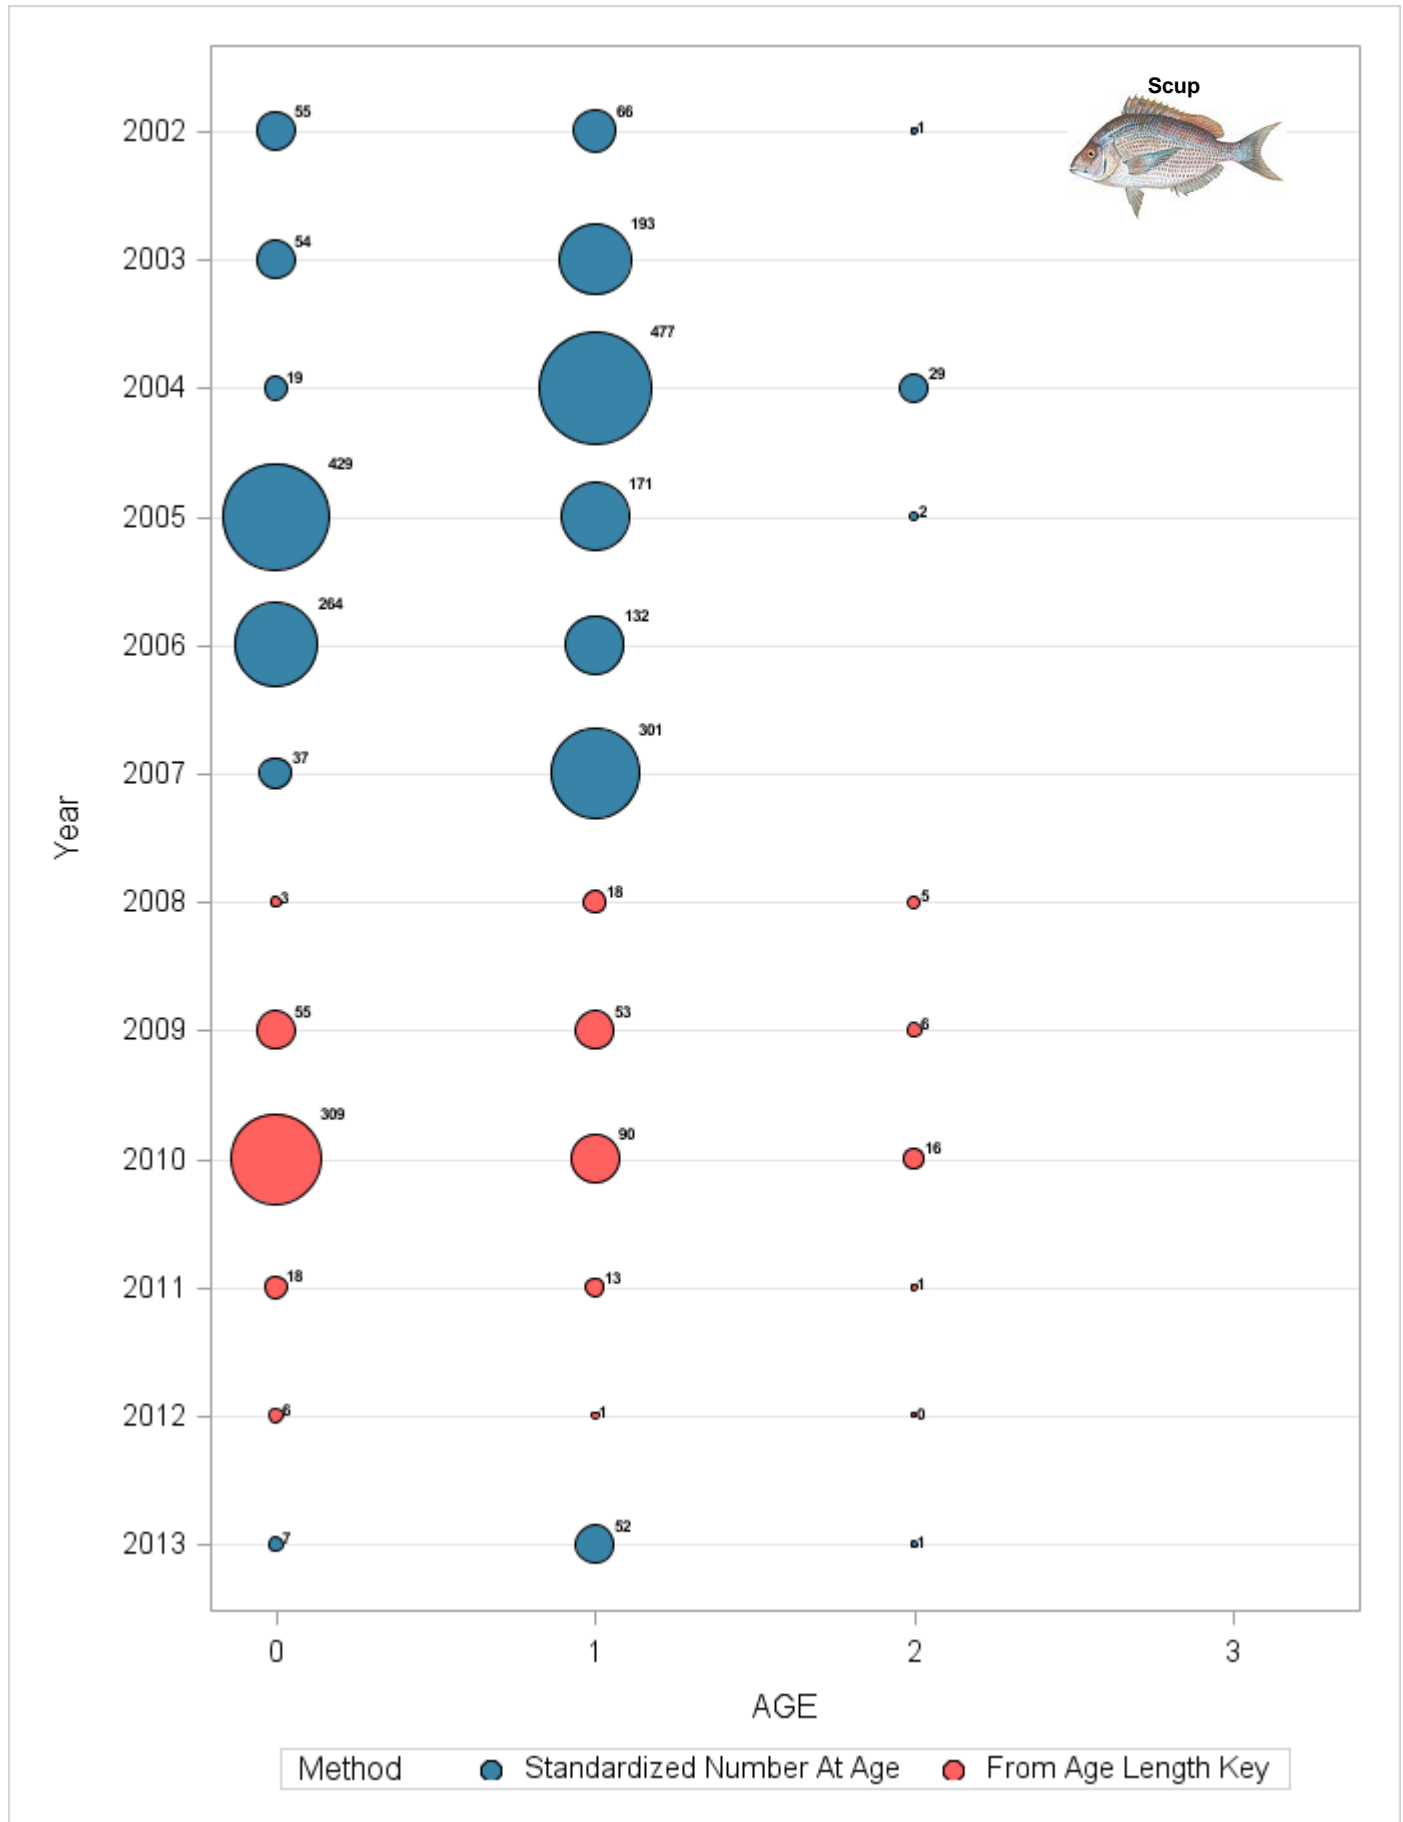 Scup
2002 55 66 1
2003 54 193
2004 19 477 29
2005 429 171 2
2006 264 132
2007 37 301
2008 3 18 5
2009 55 53 6
2010 309 90 16
2011 18 13 1
2012 6 1 0
2013 7 52 1
Year
0 1 2 3
AGE
Method Standardized Number At Age From Age Length Key